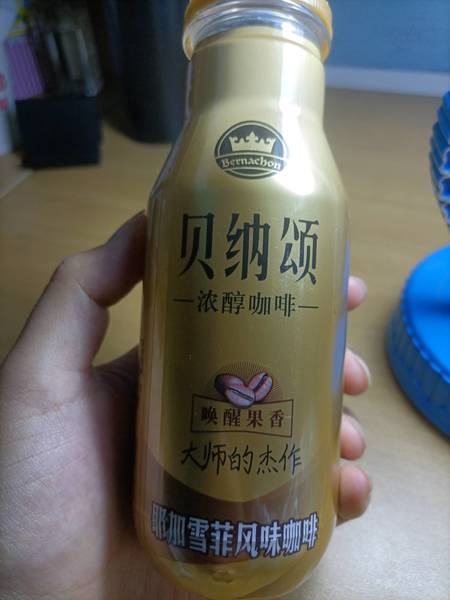 Bernachon
贝纳颂
浓醇咖啡
唤醒果香
大师的杰作
耶加雪菲风味咖啡